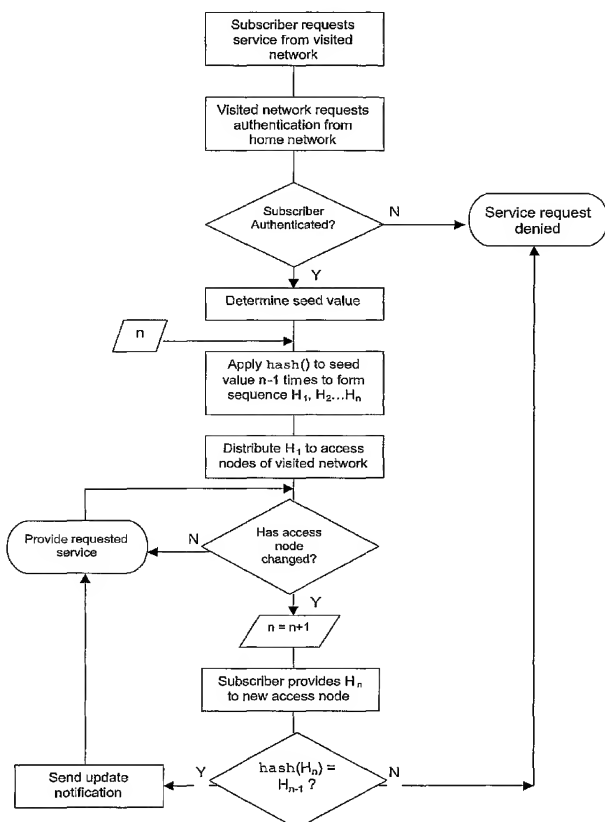 Subscriber requests
service from visited
network
Visited network requests
authentication from
home network
Subscriber
Authenticated?
N
Service request
denied
Y
Determine seed value
n
Apply hash() to seed
value n-1 times to form
sequence H₁, H₂...Hₙ
Distribute H₁ to access
nodes of visited network
Provide requested
service
N
Has access
node
changed?
Y
n = n+1
Subscriber provides Hₙ
to new access node
Send update
notification
Y
hash(Hₙ) =
Hₙ₋₁ ?
N